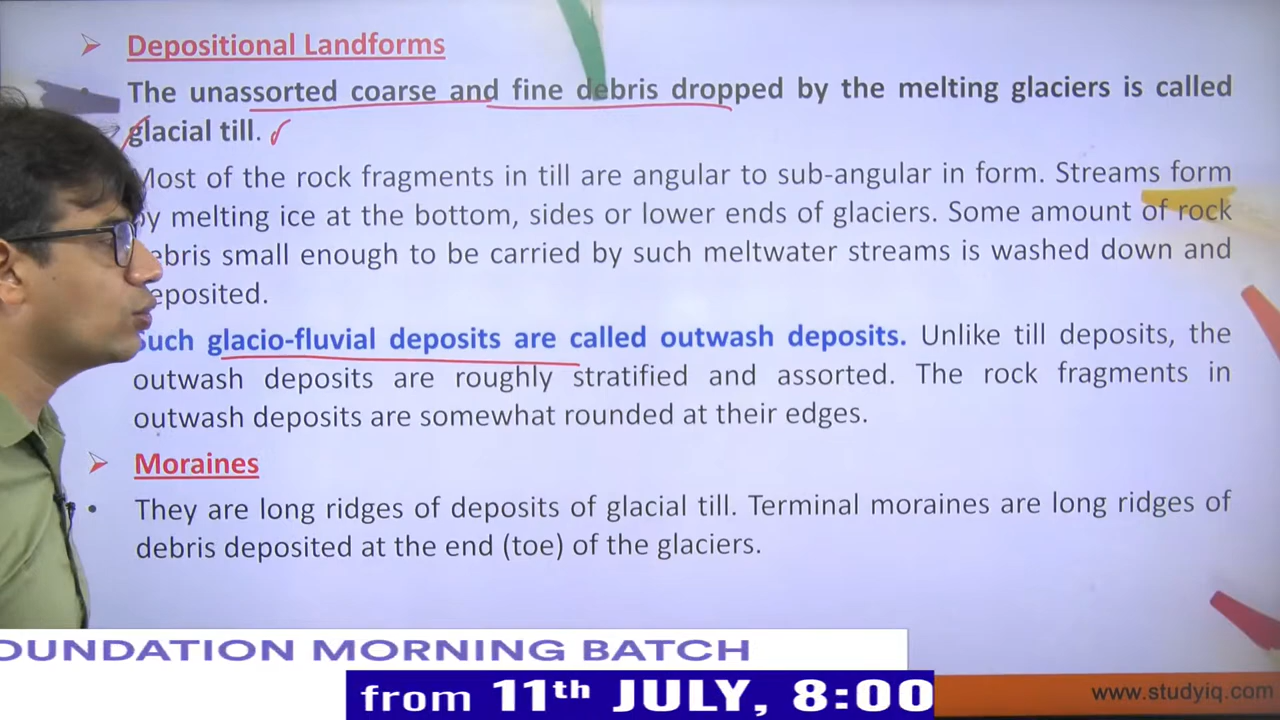 Depositional Landforms
The unassorted coarse and fine debris dropped by the melting glaciers is called
glacial till.
Most of the rock fragments in till are angular to sub-angular in form. Streams form
by melting ice at the bottom, sides or lower ends of glaciers. Some amount of rock
ebris small enough to be carried by such meltwater streams is washed down and
eposited.
Such glacio-fluvial deposits are called outwash deposits. Unlike till deposits, the
outwash deposits are roughly stratified and assorted. The rock fragments in
outwash deposits are somewhat rounded at their edges.
Moraines
• They are long ridges of deposits of glacial till. Terminal moraines are long ridges of
debris deposited at the end (toe) of the glaciers.
OUNDATION MORNING BATCH
from 11th JULY, 8:00
www.studyiq.com